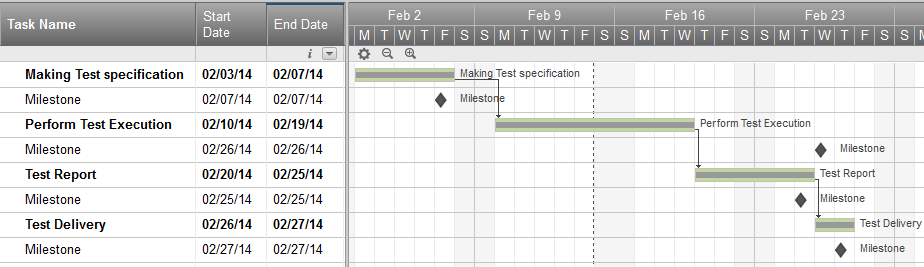 Task Name Start Date End Date Feb 2 Feb 9 Feb 16 Feb 23
M T W T F S S M T W T F S S M T W T F S S M T W T F S S M
i
Making Test specification 02/03/14 02/07/14 Making Test specification
Milestone 02/07/14 02/07/14 Milestone
Perform Test Execution 02/10/14 02/19/14 Perform Test Execution
Milestone 02/26/14 02/26/14 Milestone
Test Report 02/20/14 02/25/14 Test Report
Milestone 02/25/14 02/25/14 Milestone
Test Delivery 02/26/14 02/27/14 Test Delivery
Milestone 02/27/14 02/27/14 Milestone